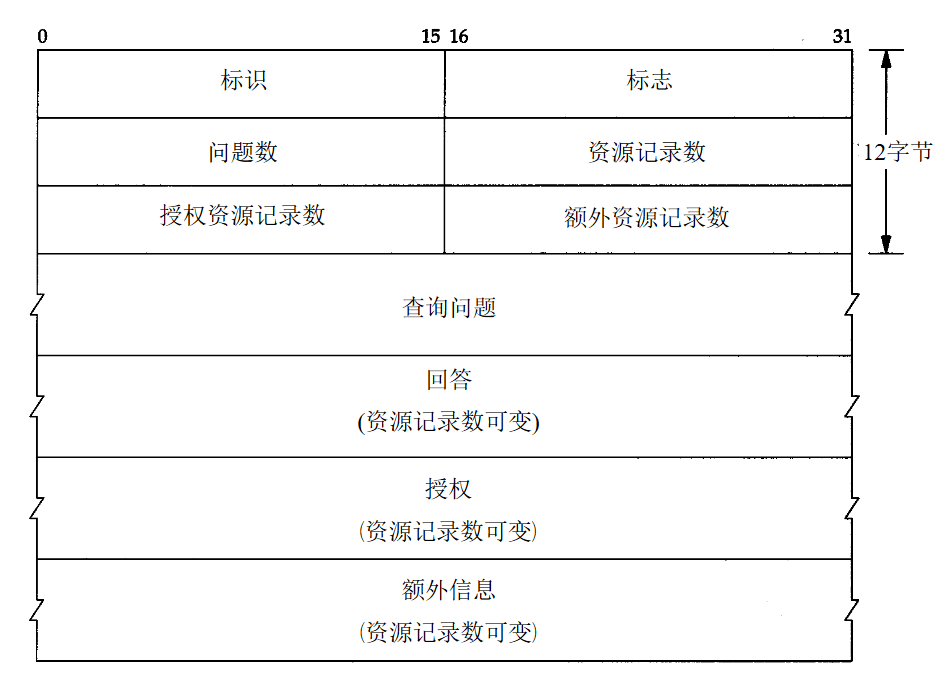 0 15 16 31
标识 标志
问题数 资源记录数
12字节
授权资源记录数 额外资源记录数
查询问题
回答
(资源记录数可变)
授权
(资源记录数可变)
额外信息
(资源记录数可变)